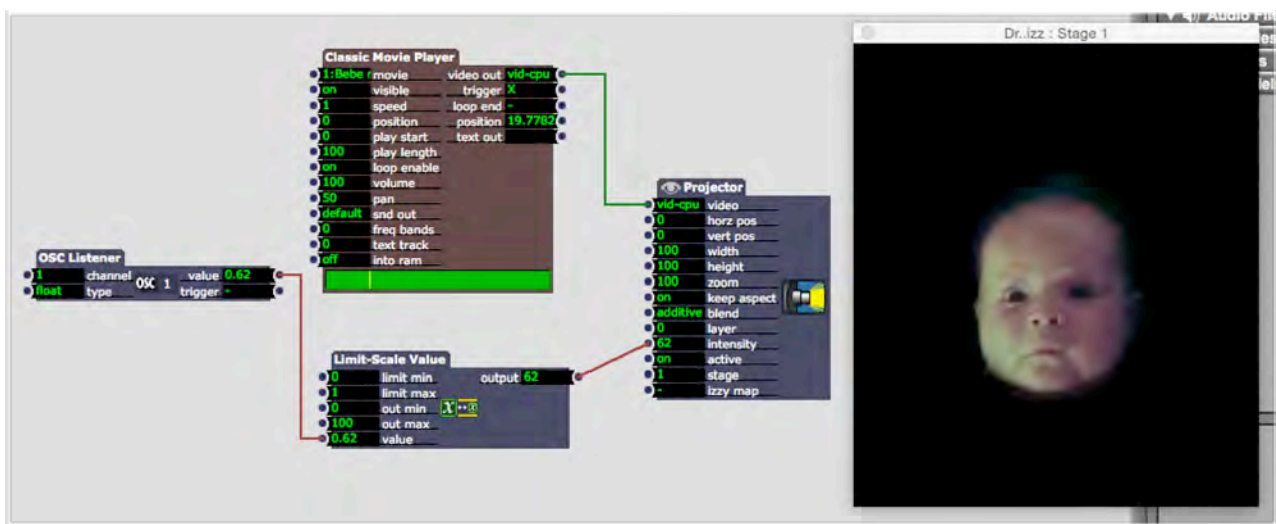 Audio Fil
Dr..izz : Stage 1
Classic Movie Player
1:Bebe r movie video out vid-cpu
on visible trigger X
1 speed loop end -
0 position position 19.7782
0 play start text out
100 play length
on loop enable
100 volume
50 pan
default snd out
0 freq bands
0 text track
off into ram
OSC Listener
1 channel OSC 1 value 0.62
float type trigger -
Limit-Scale Value
0 limit min output 62
1 limit max
0 out min
100 out max
0.62 value
Projector
vid-cpu video
0 horz pos
0 vert pos
100 width
100 height
100 zoom
on keep aspect
additive blend
0 layer
62 intensity
on active
1 stage
- izzy map